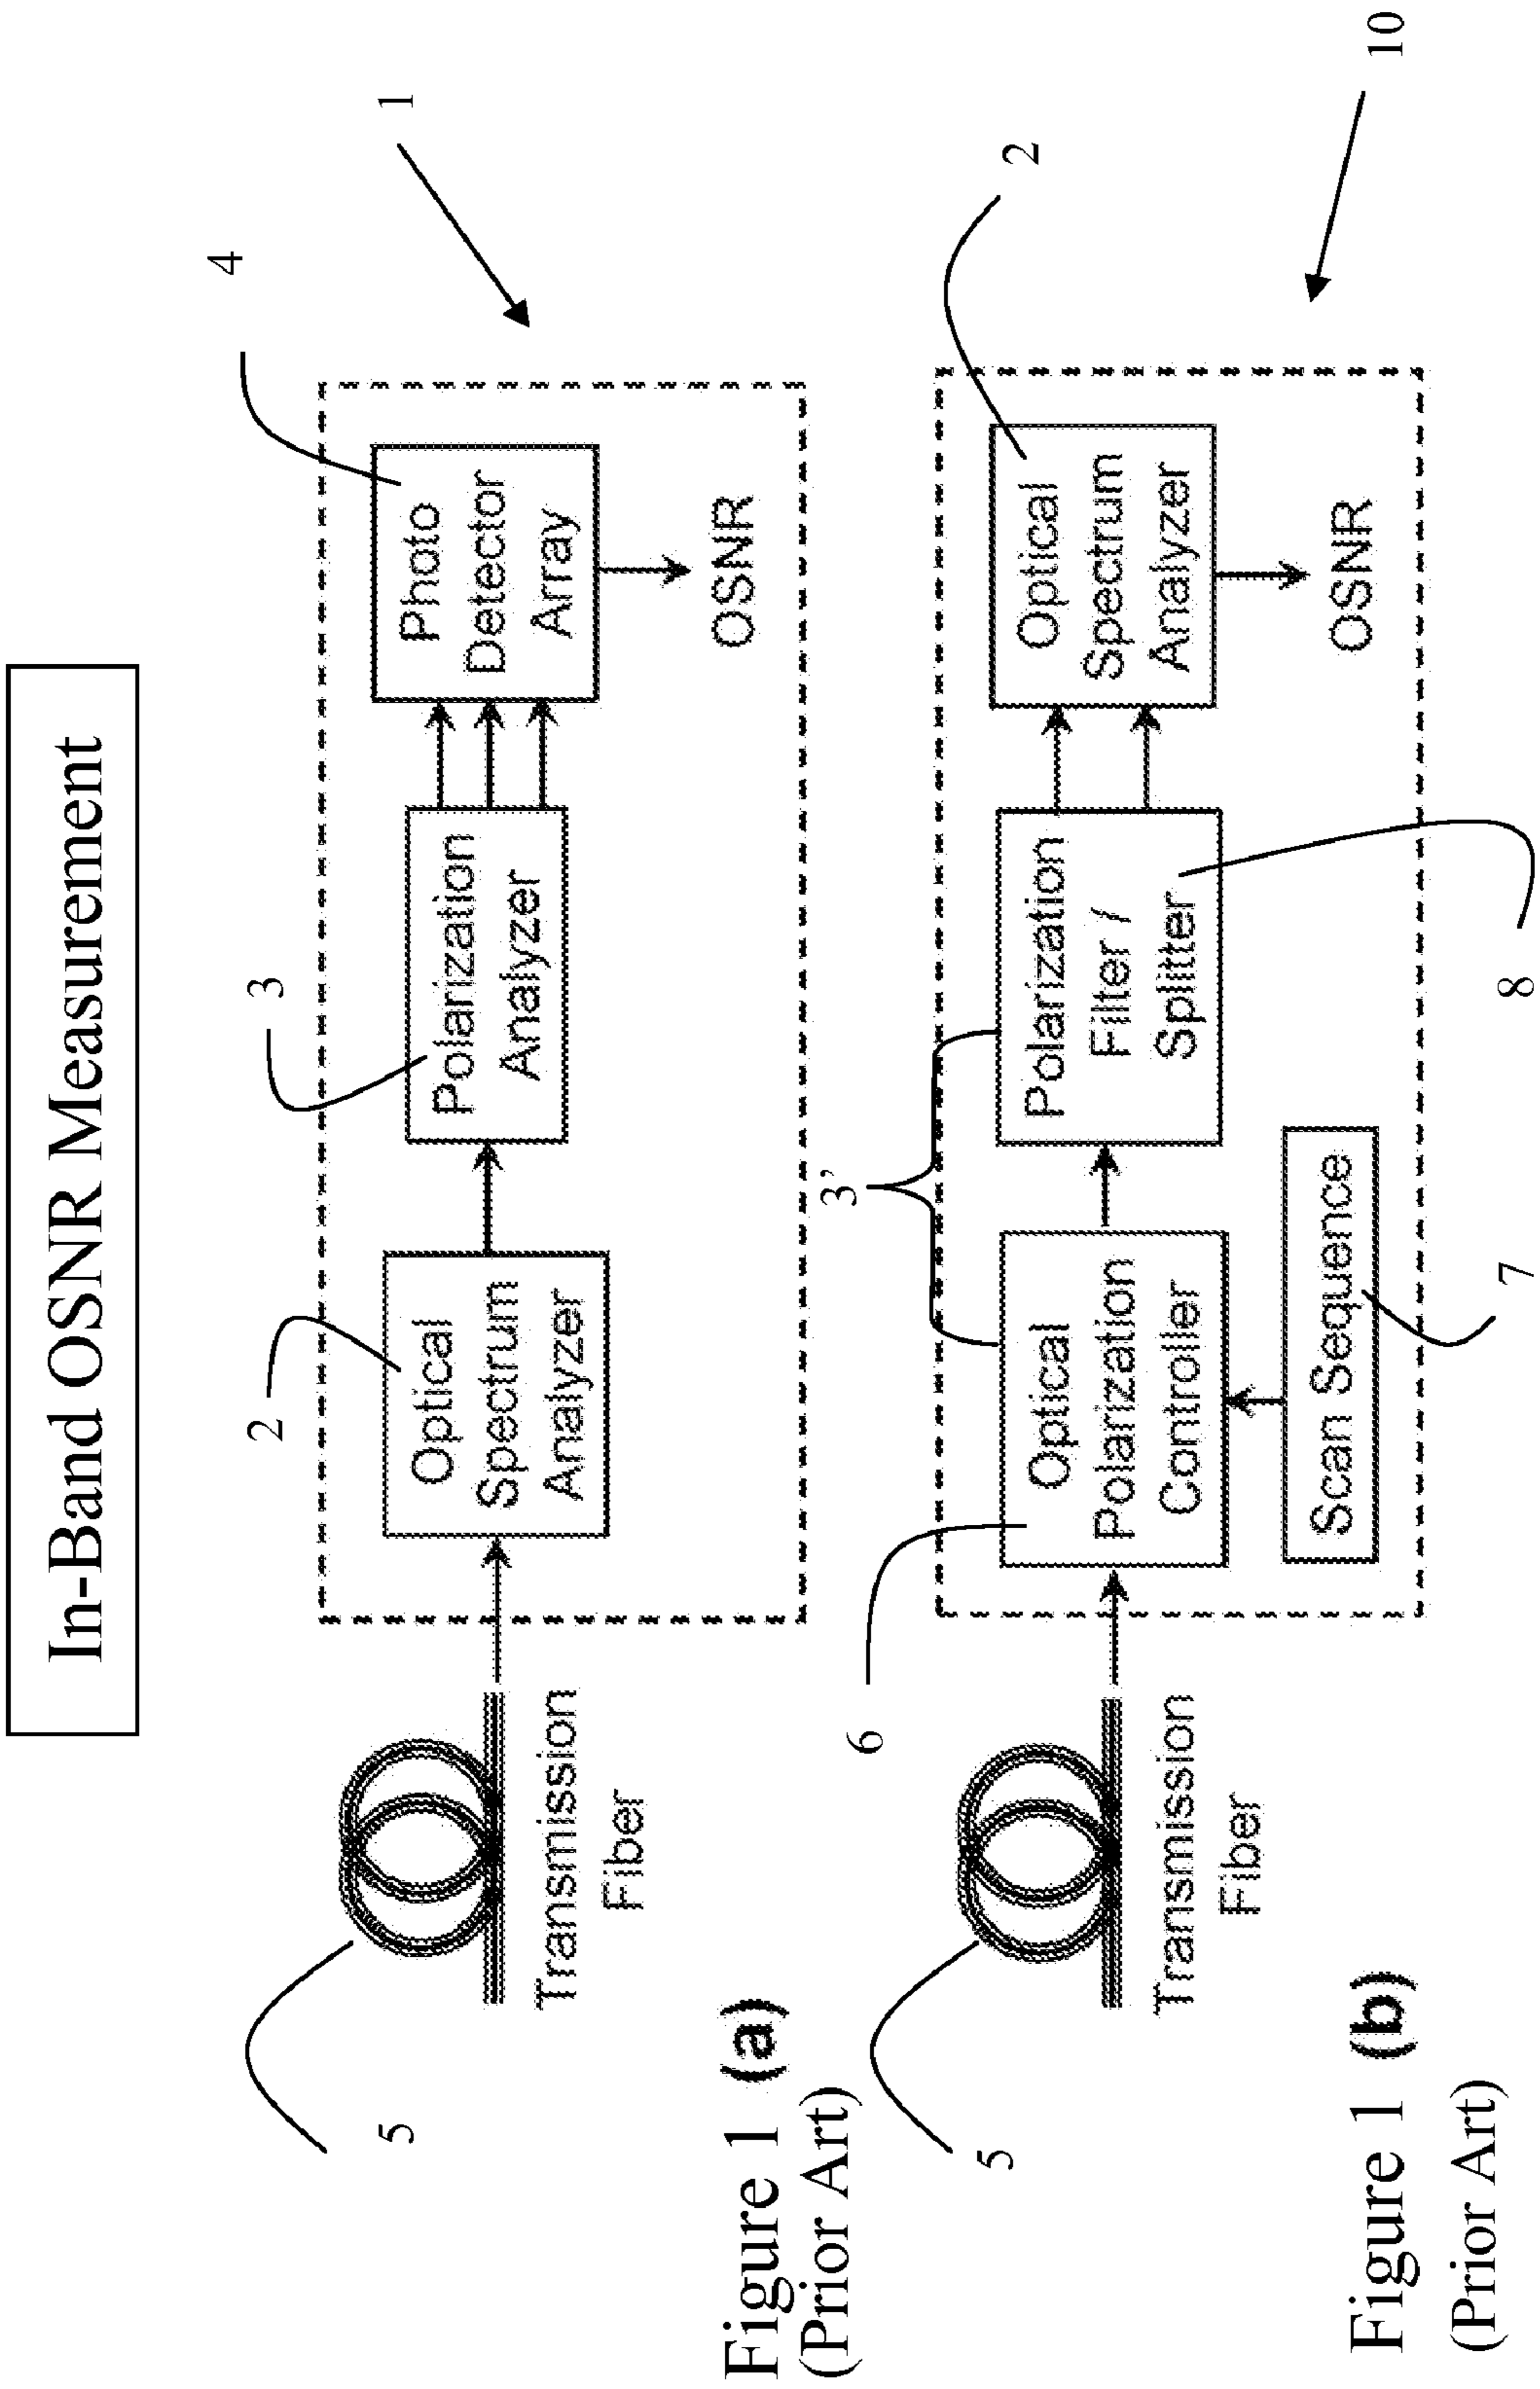 In-Band OSNR Measurement
1
4
3
2
5
Transmission
Fiber
Optical
Spectrum
Analyzer
Polarization
Analyzer
Photo
Detector
Array
OSNR
Figure 1 (a)
(Prior Art)
10
2
3'
6
5
Transmission
Fiber
Optical
Polarization
Controller
Polarization
Filter /
Splitter
Optical
Spectrum
Analyzer
OSNR
Scan Sequence
7
8
Figure 1 (b)
(Prior Art)